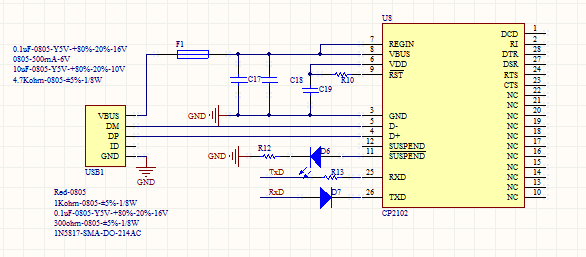 U8
0.1uF-0805-Y5V-+80%-20%-16V
0805-500mA-6V
10uF-0805-Y5V-+80%-20%-10V
4.7Kohm-0805-±5%-1/8W
F1
C17
C18
C19
R10
7 REGIN
8 VBUS
6 VDD
9 RST
3 GND
5 D-
4 D+
12 SUSPEND
11 SUSPEND
25 RXD
26 TXD
DCD 1
RI 2
DTR 28
DSR 27
RTS 24
CTS 23
NC 22
NC 21
NC 20
NC 19
NC 18
NC 17
NC 16
NC 15
NC 14
NC 13
NC 10
CP2102
GND
VBUS
DM
DP
ID
GND
USB1
GND
GND
R12
D6
TxD
R13
RxD
D7
Red-0805
1Kohm-0805-±5%-1/8W
0.1uF-0805-Y5V-+80%-20%-16V
300ohm-0805-±5%-1/8W
1N5817-SMA-DO-214AC